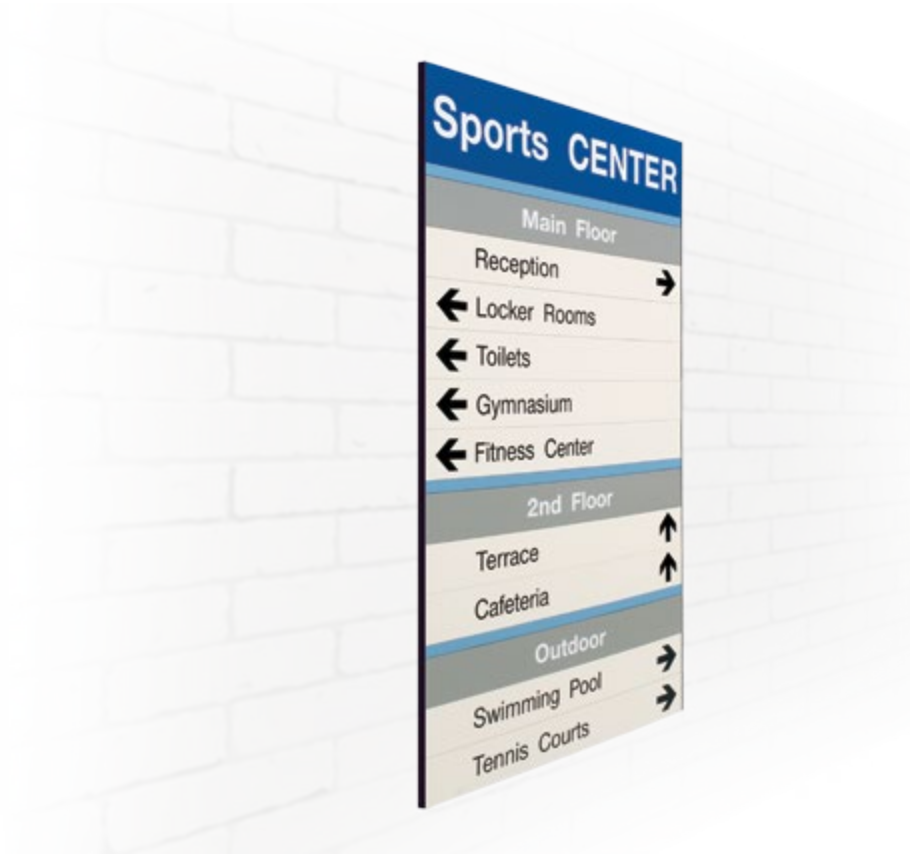 Sports CENTER
Main Floor
Reception →
← Locker Rooms
← Toilets
← Gymnasium
← Fitness Center
2nd Floor
Terrace ↑
Cafeteria ↑
Outdoor
Swimming Pool →
Tennis Courts →